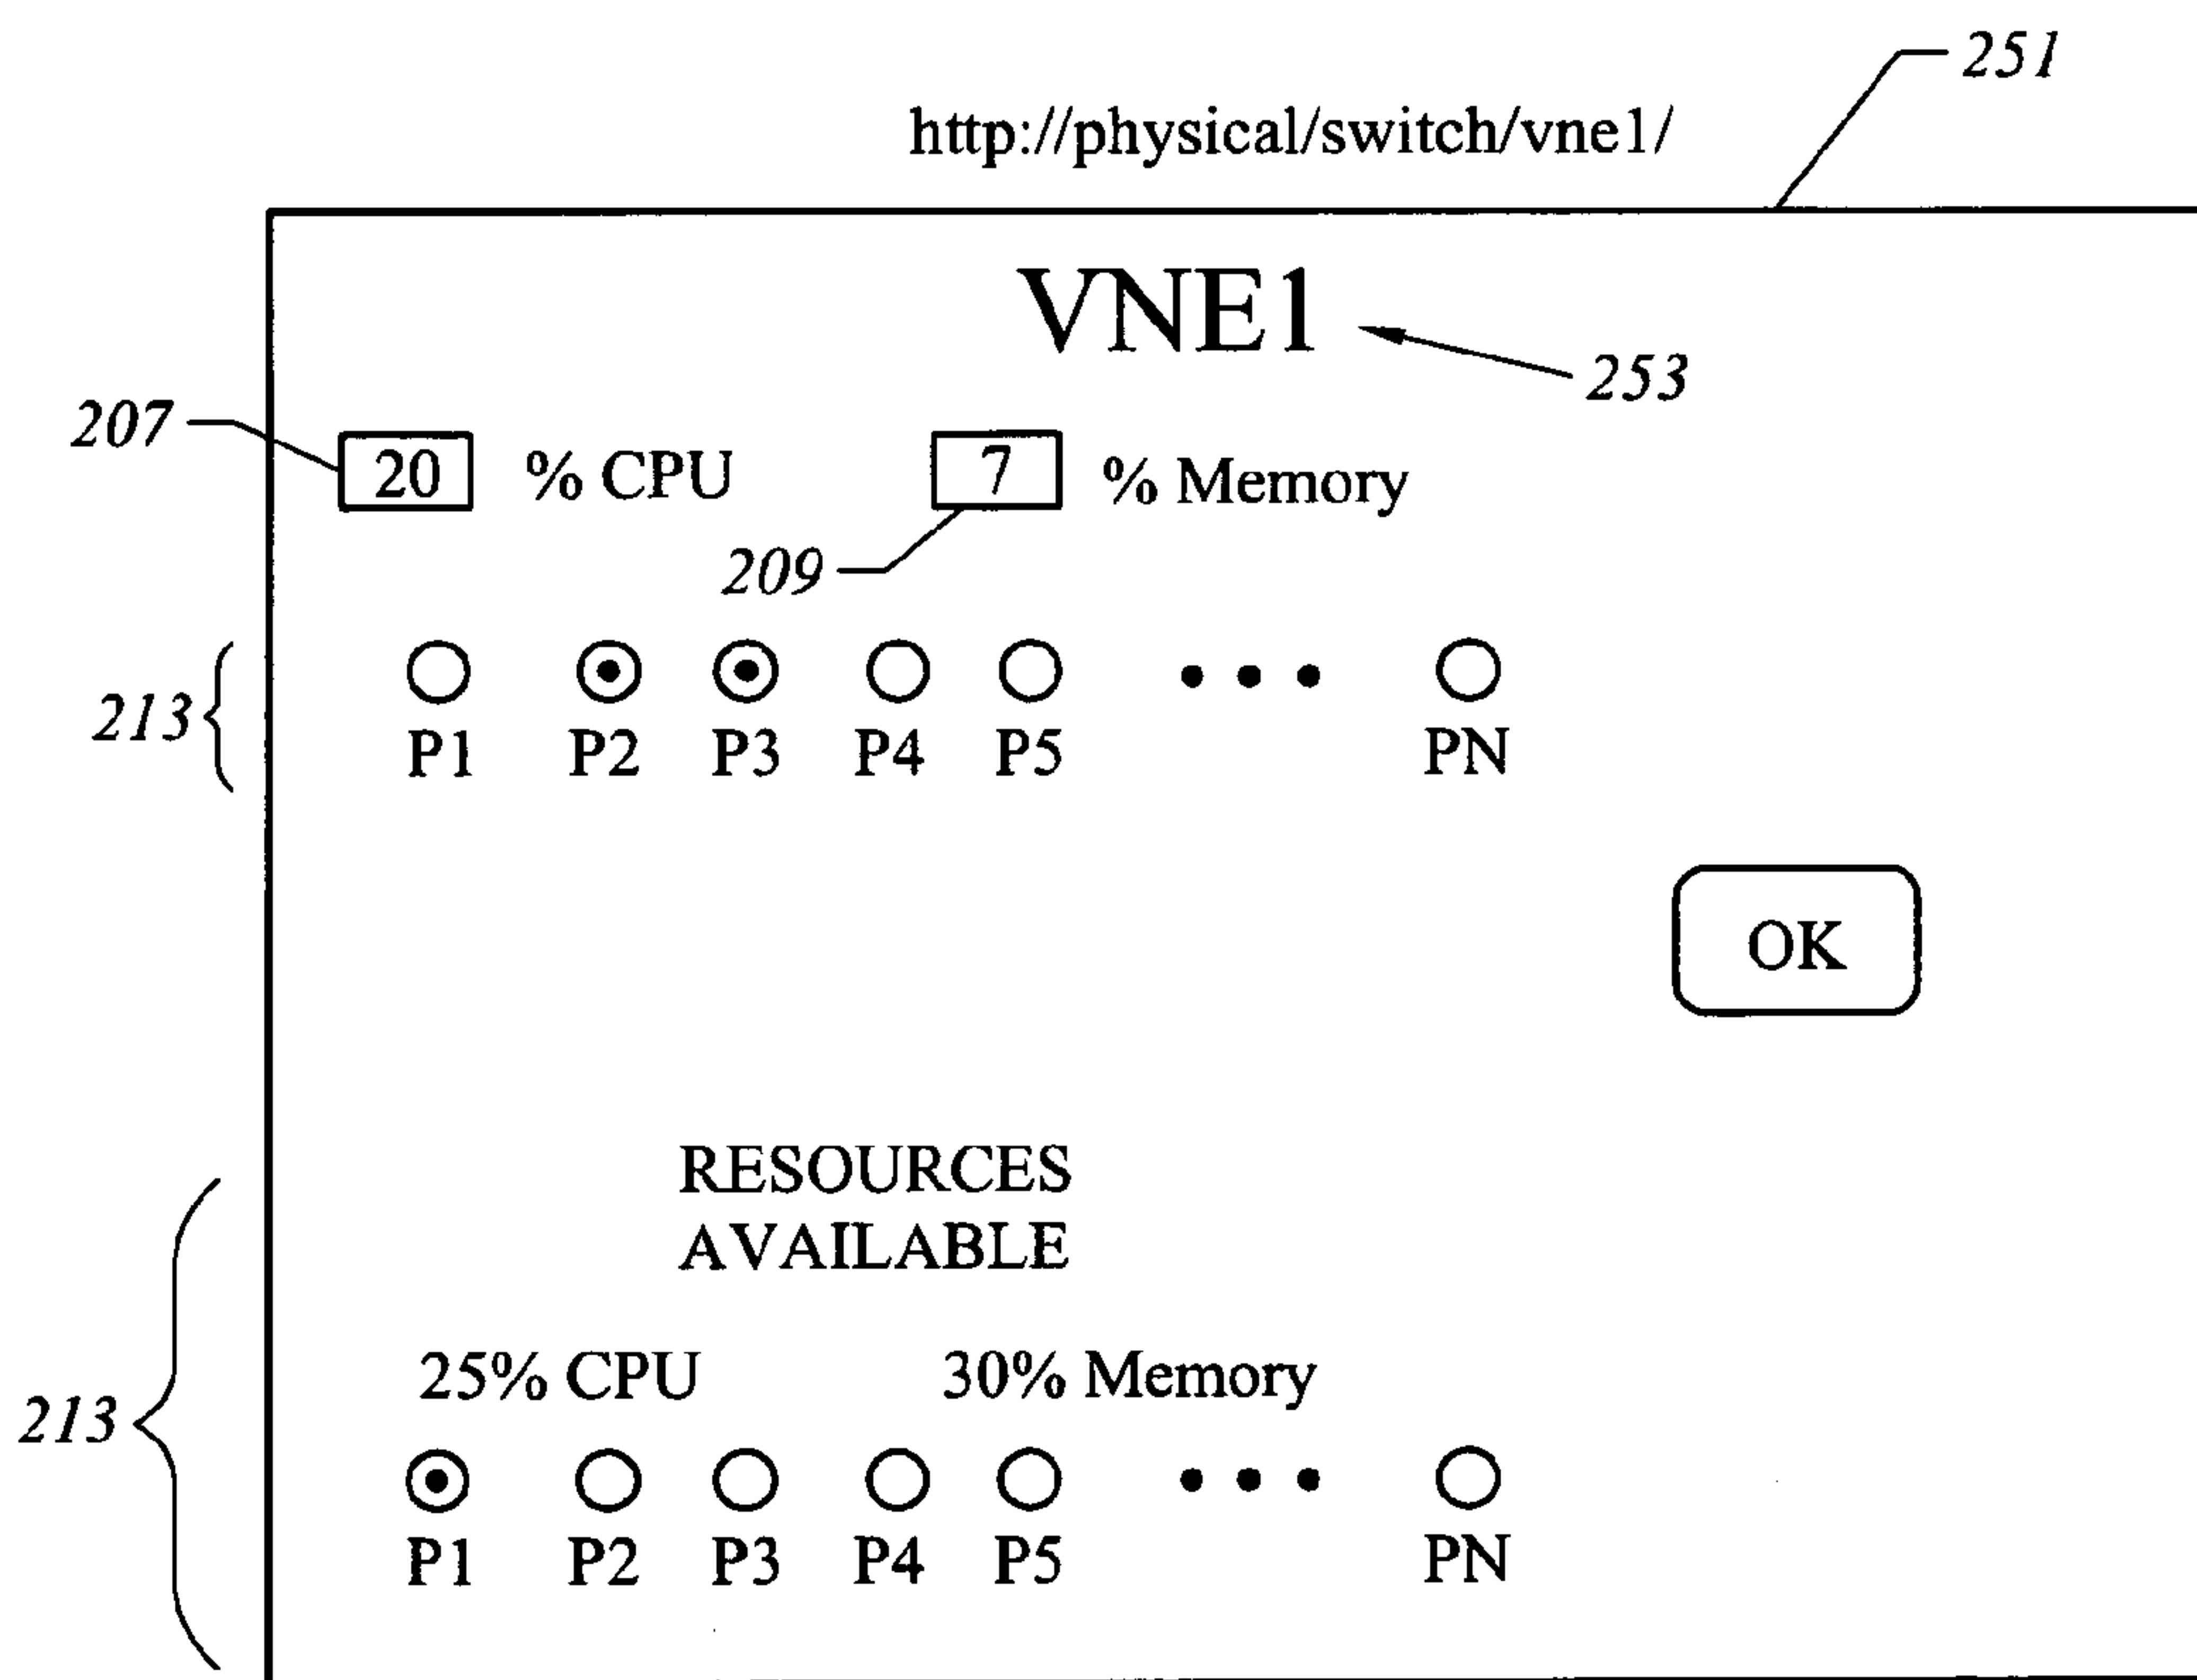 251
http://physical/switch/vne1/
VNE1
253
207
20 % CPU 7 % Memory
209
213
P1 P2 P3 P4 P5 PN
OK
RESOURCES
AVAILABLE
25% CPU 30% Memory
213
P1 P2 P3 P4 P5 PN